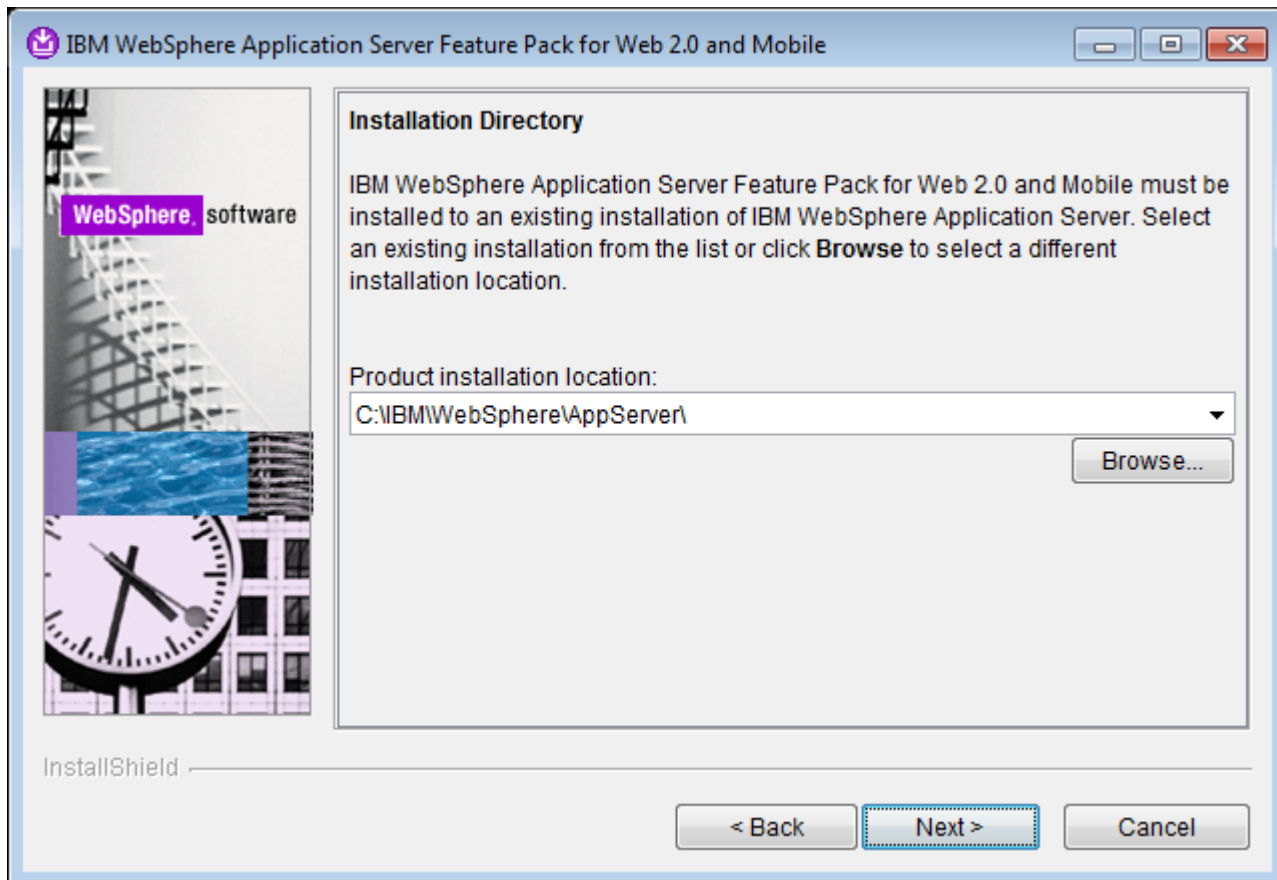 IBM WebSphere Application Server Feature Pack for Web 2.0 and Mobile
WebSphere. software
Installation Directory
IBM WebSphere Application Server Feature Pack for Web 2.0 and Mobile must be
installed to an existing installation of IBM WebSphere Application Server. Select
an existing installation from the list or click Browse to select a different
installation location.
Product installation location:
C:\IBM\WebSphere\AppServer\
Browse...
InstallShield
< Back
Next >
Cancel